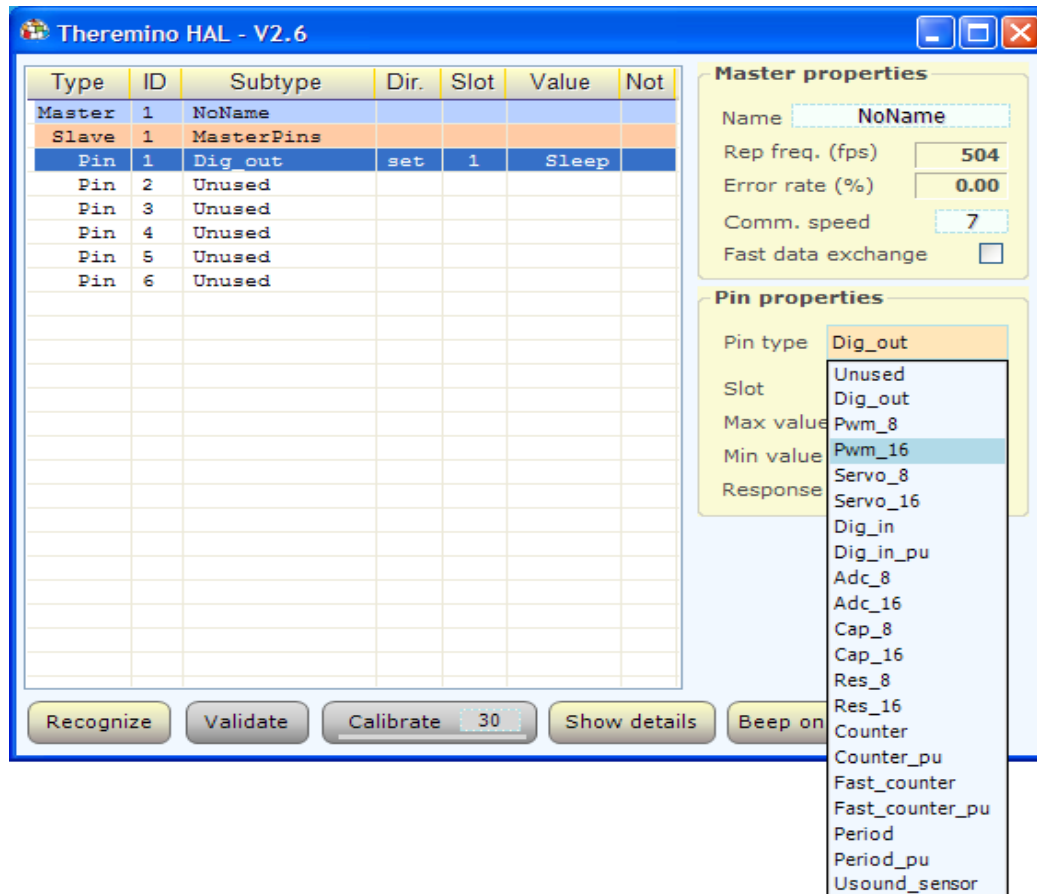 Theremino HAL - V2.6
Type ID Subtype Dir. Slot Value Not
Master 1 NoName
Slave 1 MasterPins
Pin 1 Dig_out set 1 Sleep
Pin 2 Unused
Pin 3 Unused
Pin 4 Unused
Pin 5 Unused
Pin 6 Unused
Recognize Validate Calibrate 30 Show details Beep on
Master properties
Name NoName
Rep freq. (fps) 504
Error rate (%) 0.00
Comm. speed 7
Fast data exchange
Pin properties
Pin type Dig_out
Slot
Max value
Min value
Response
Unused
Dig_out
Pwm_8
Pwm_16
Servo_8
Servo_16
Dig_in
Dig_in_pu
Adc_8
Adc_16
Cap_8
Cap_16
Res_8
Res_16
Counter
Counter_pu
Fast_counter
Fast_counter_pu
Period
Period_pu
Usound_sensor